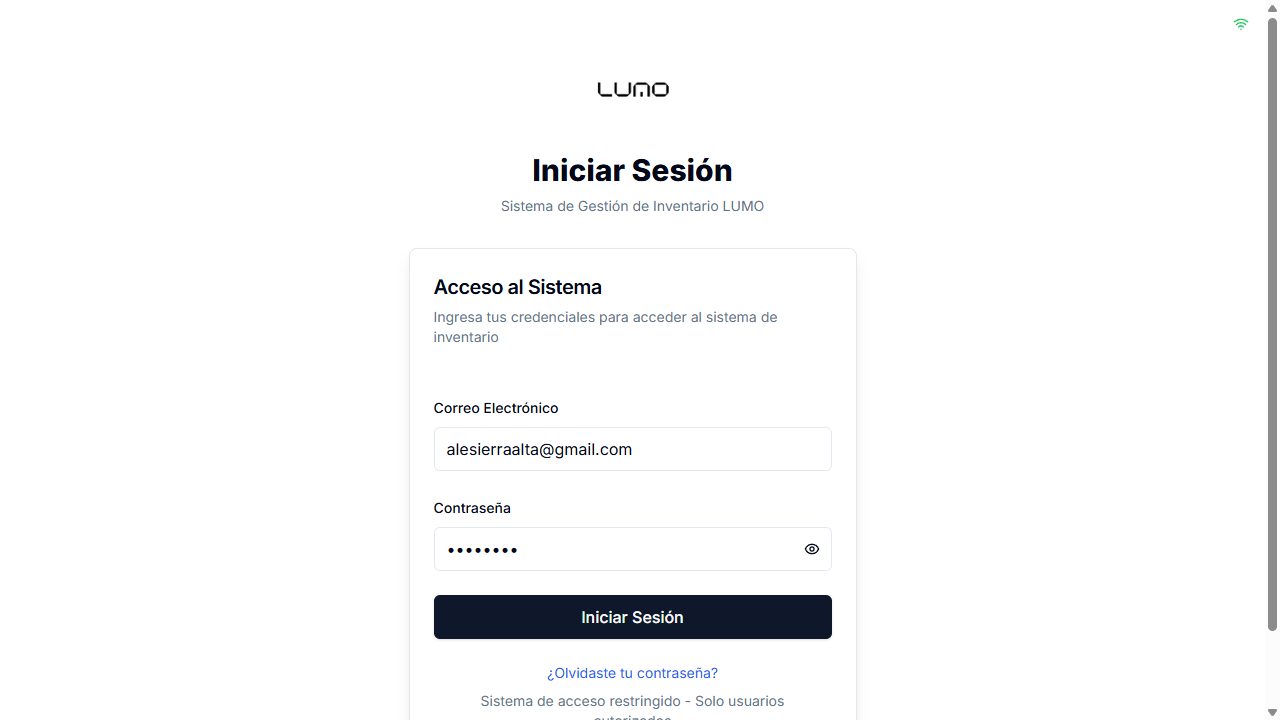 LUMO
Iniciar Sesión
Sistema de Gestión de Inventario LUMO
Acceso al Sistema
Ingresa tus credenciales para acceder al sistema de
inventario
Correo Electrónico
alesierraalta@gmail.com
Contraseña
••••••••
Iniciar Sesión
¿Olvidaste tu contraseña?
Sistema de acceso restringido - Solo usuarios